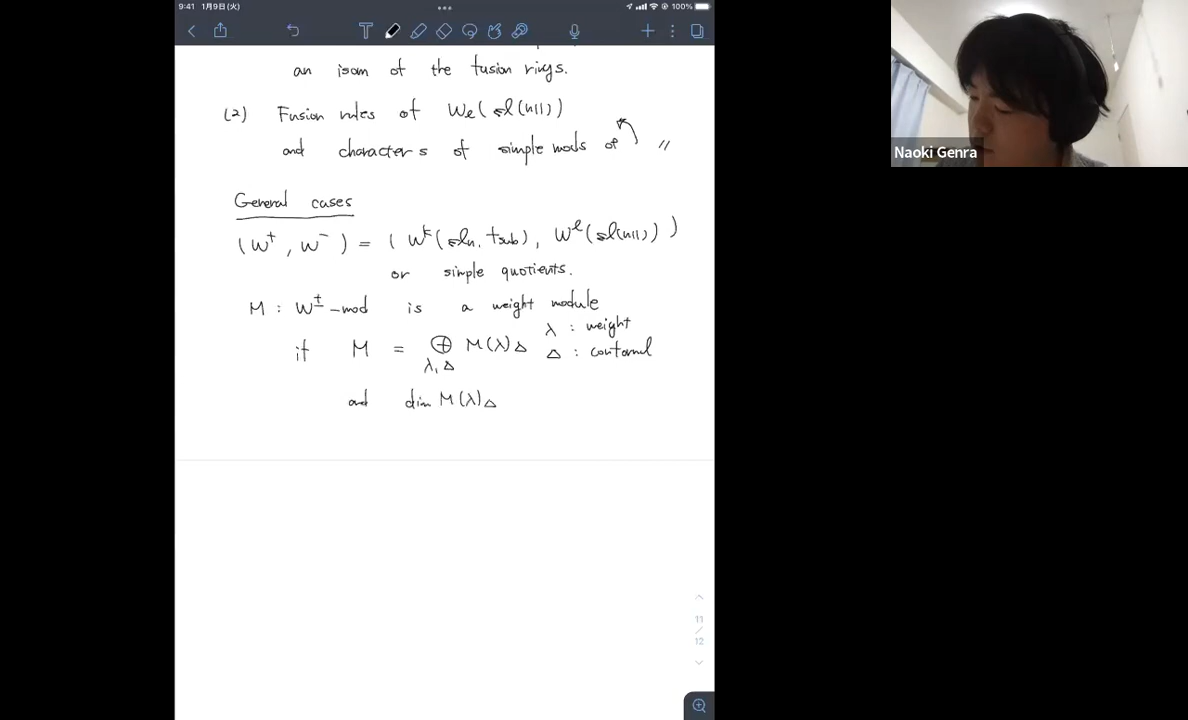 9:41 1月9日(火)
100%
an isom of the fusion rings.
(2) Fusion rules of Wℓ(sl(n|1))
and characters of simple mods of 〃
General cases
(W⁺, W⁻) = (Wᵏ(sln, fsub), Wℓ(sl(n|1)))
or simple quotients.
M : W±-mod is a weight module
λ : weight
if M = ⊕ M(λ)Δ Δ : conformal
λ, Δ
and dim M(λ)Δ
11
/
12
Naoki Genra